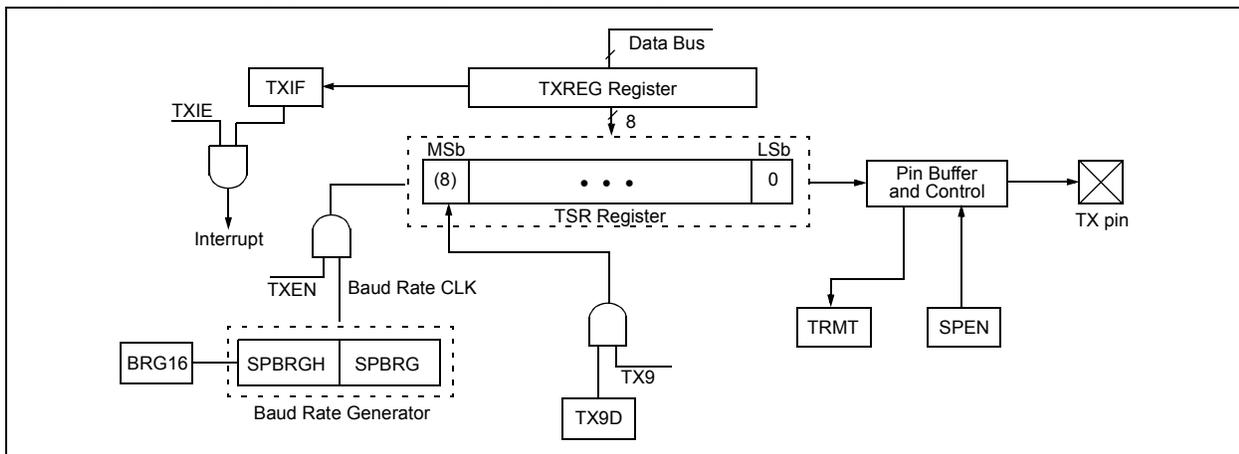 Data Bus
TXIF
TXREG Register
TXIE
8
MSb
LSb
(8)
• • •
0
Pin Buffer
and Control
TSR Register
TX pin
Interrupt
TXEN
Baud Rate CLK
TRMT
SPEN
BRG16
SPBRGH
SPBRG
TX9
Baud Rate Generator
TX9D